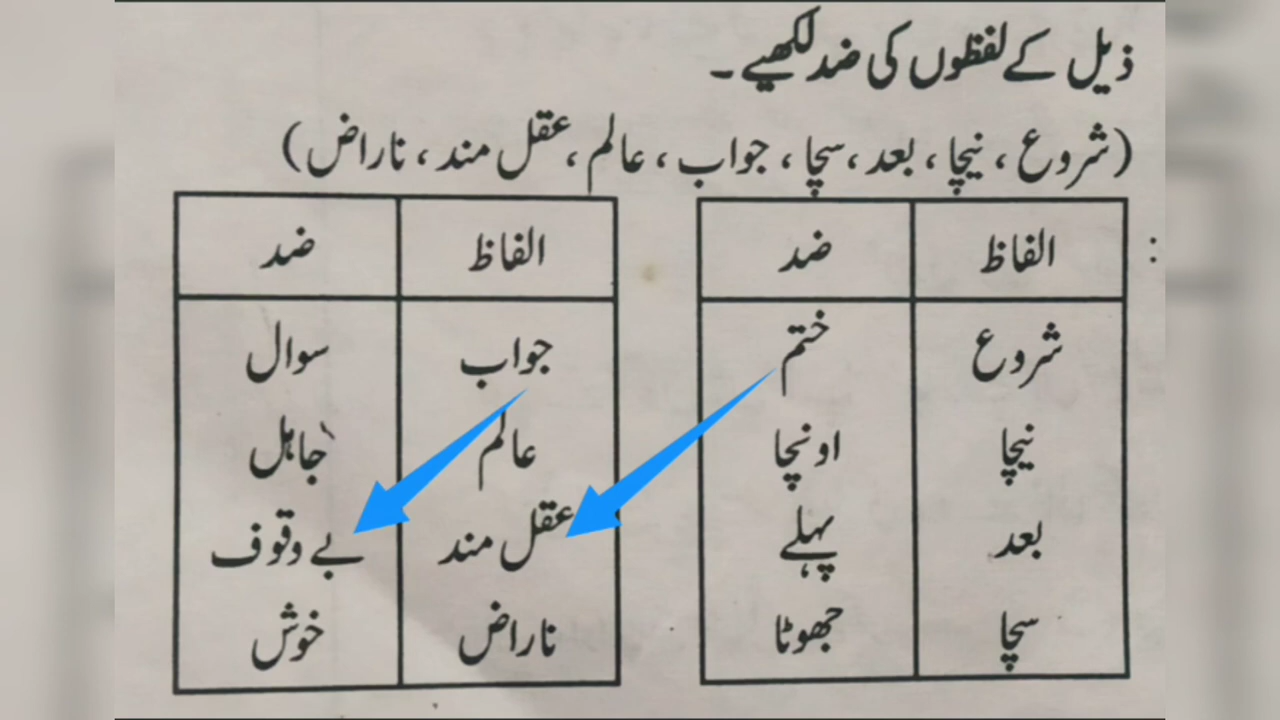 ذیل کے لفظوں کی ضد لکھیے۔
(شروع، نیچا، بعد، سچا، جواب، عالم، عقل مند، ناراض)
الفاظ ضد الفاظ ضد
شروع ختم جواب سوال
نیچا اونچا عالم جاہل
بعد پہلے عقل مند بے وقوف
سچا جھوٹا ناراض خوش